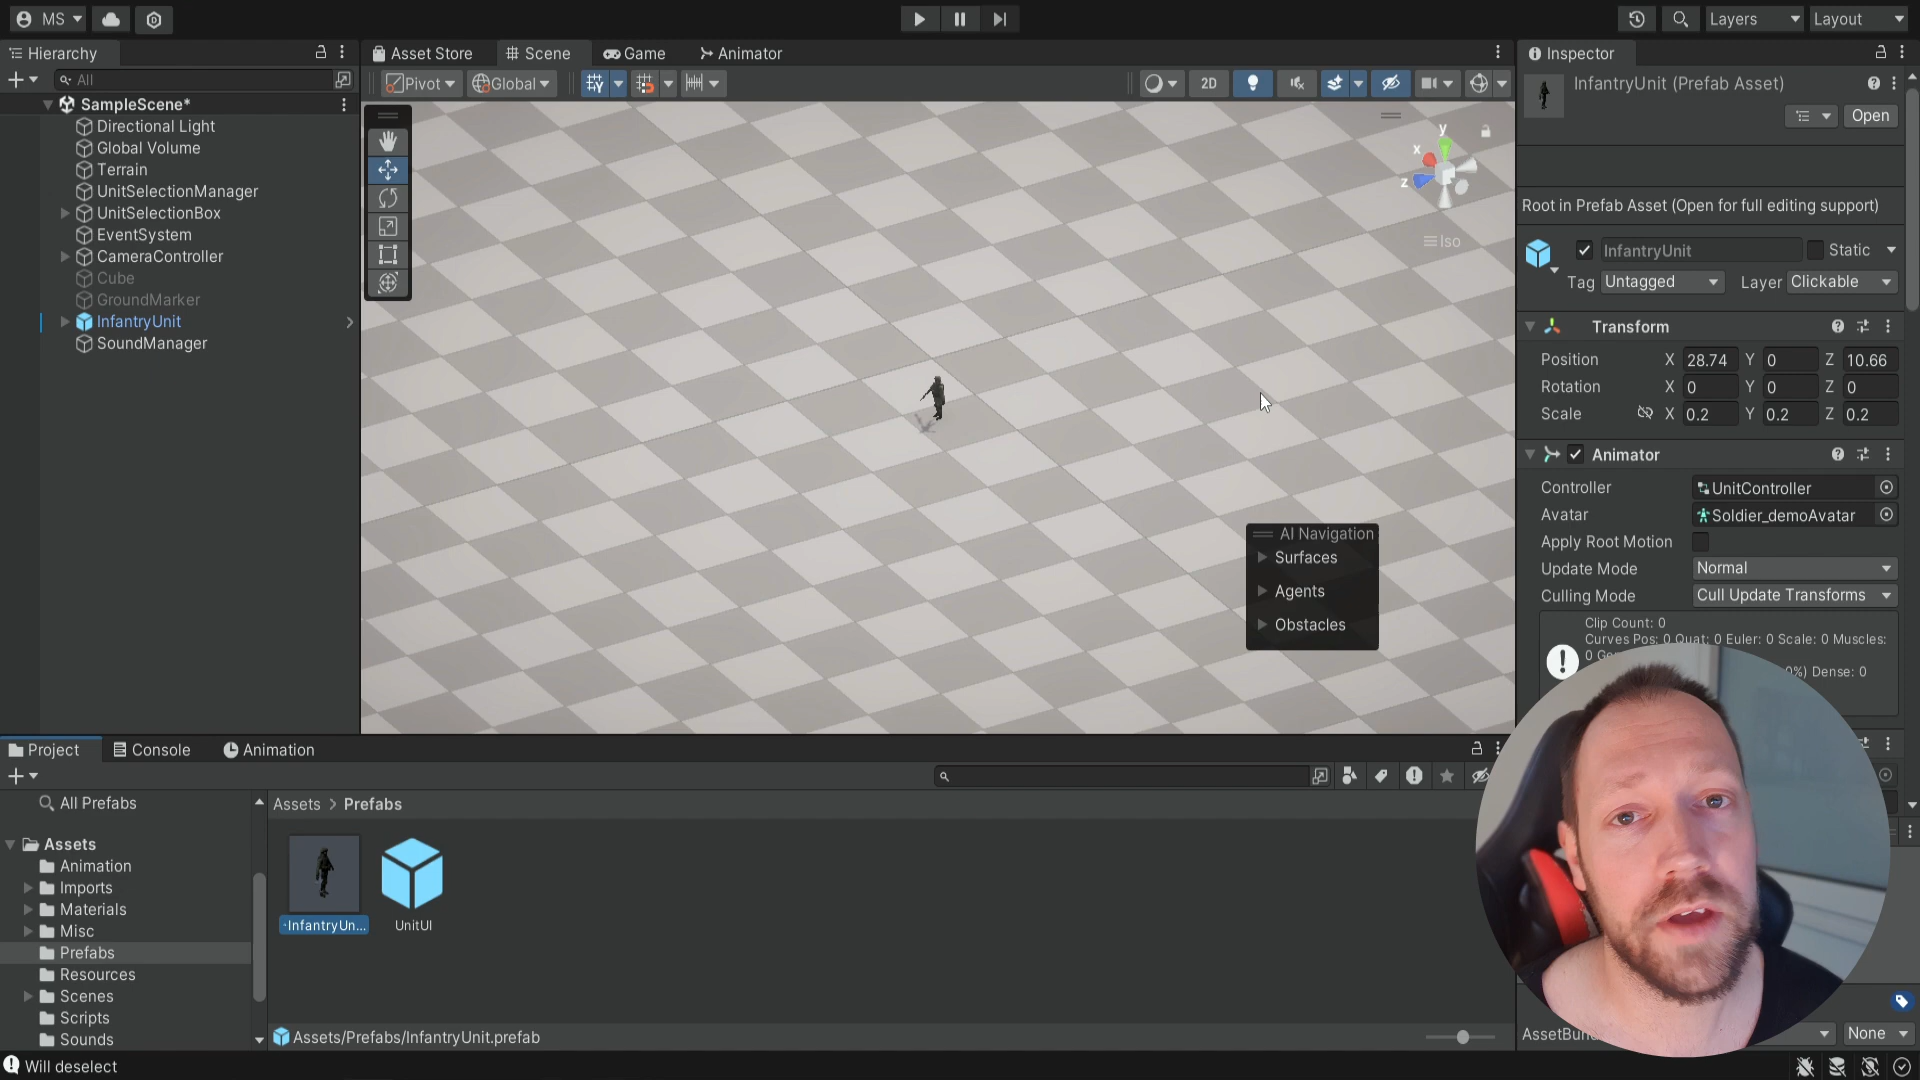 MS
Layers
Layout
Hierarchy
All
SampleScene*
Directional Light
Global Volume
Terrain
UnitSelectionManager
UnitSelectionBox
EventSystem
CameraController
Cube
GroundMarker
InfantryUnit
SoundManager
Asset Store
Scene
Game
Animator
Pivot
Global
2D
y
x
z
Iso
AI Navigation
Surfaces
Agents
Obstacles
Inspector
InfantryUnit (Prefab Asset)
Open
Root in Prefab Asset (Open for full editing support)
InfantryUnit
Static
Tag Untagged Layer Clickable
Transform
Position X 28.74 Y 0 Z 10.66
Rotation X 0 Y 0 Z 0
Scale X 0.2 Y 0.2 Z 0.2
Animator
Controller UnitController
Avatar Soldier_demoAvatar
Apply Root Motion
Update Mode Normal
Culling Mode Cull Update Transforms
Clip Count: 0
Curves Pos: 0 Quat: 0 Euler: 0 Scale: 0 Muscles:
0%) Dense: 0
Project
Console
Animation
All Prefabs
Assets
Animation
Imports
Materials
Misc
Prefabs
Resources
Scenes
Scripts
Sounds
Assets > Prefabs
InfantryUn...
UnitUI
Assets/Prefabs/InfantryUnit.prefab
None
Will deselect